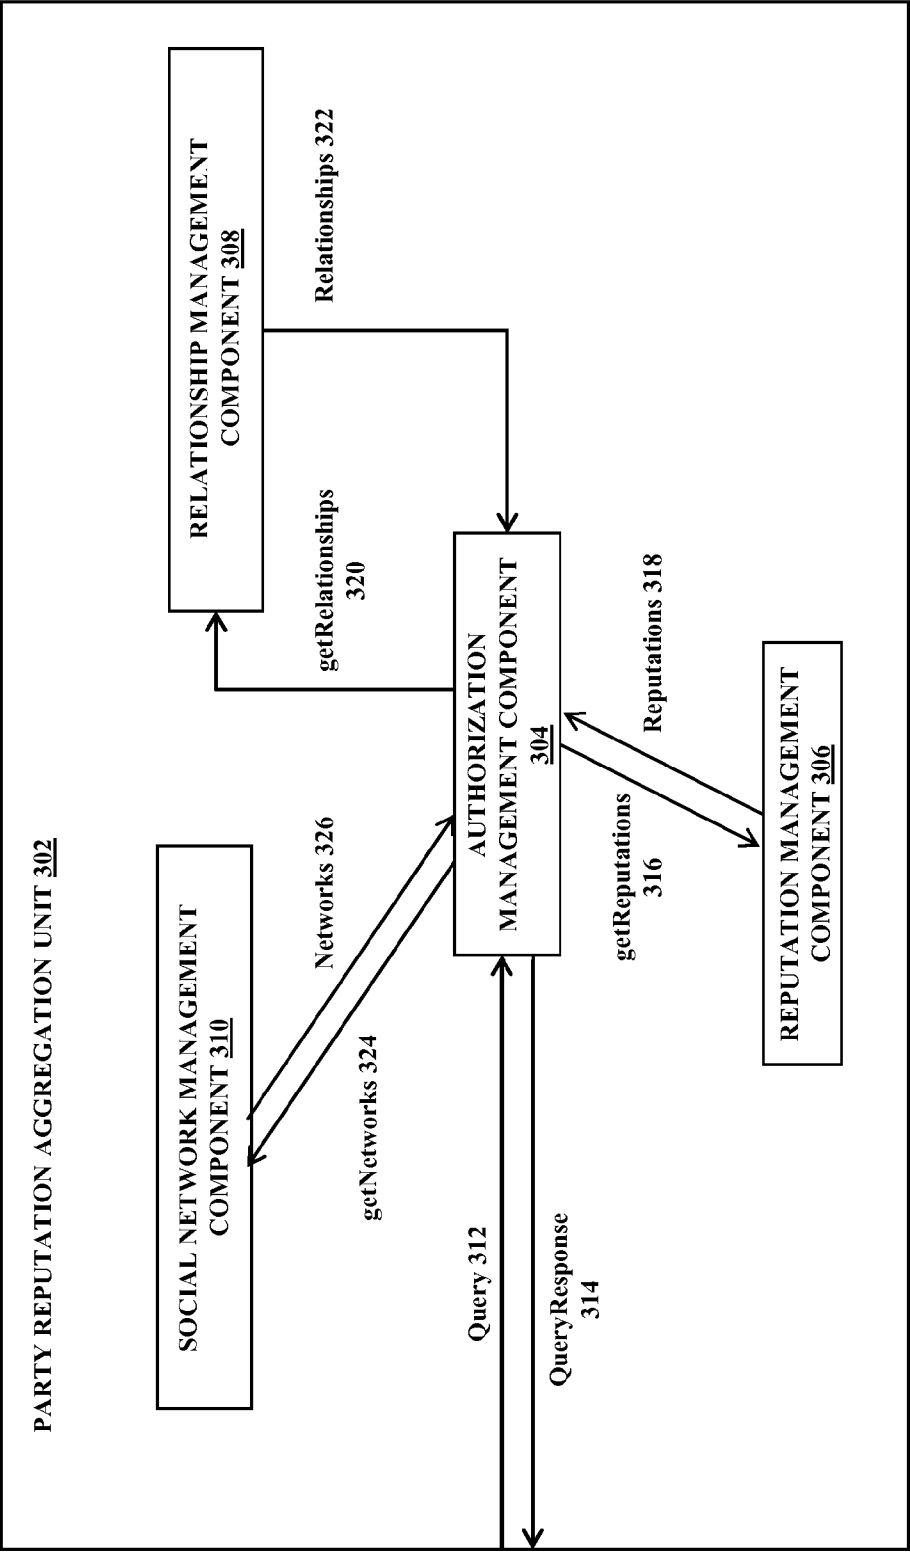 PARTY REPUTATION AGGREGATION UNIT 302
SOCIAL NETWORK MANAGEMENT
COMPONENT 310
RELATIONSHIP MANAGEMENT
COMPONENT 308
Networks 326
getNetworks 324
getRelationships
320
Relationships 322
Query 312
QueryResponse
314
AUTHORIZATION
MANAGEMENT COMPONENT
304
getReputations
316
Reputations 318
REPUTATION MANAGEMENT
COMPONENT 306